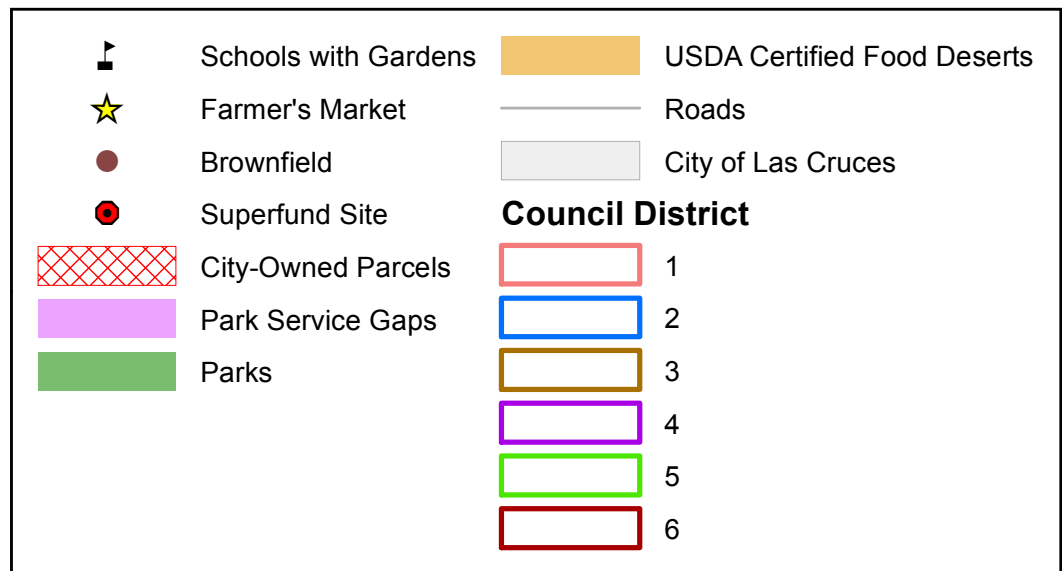 Schools with Gardens
Farmer's Market
Brownfield
Superfund Site
City-Owned Parcels
Park Service Gaps
Parks
USDA Certified Food Deserts
Roads
City of Las Cruces
Council District
1
2
3
4
5
6